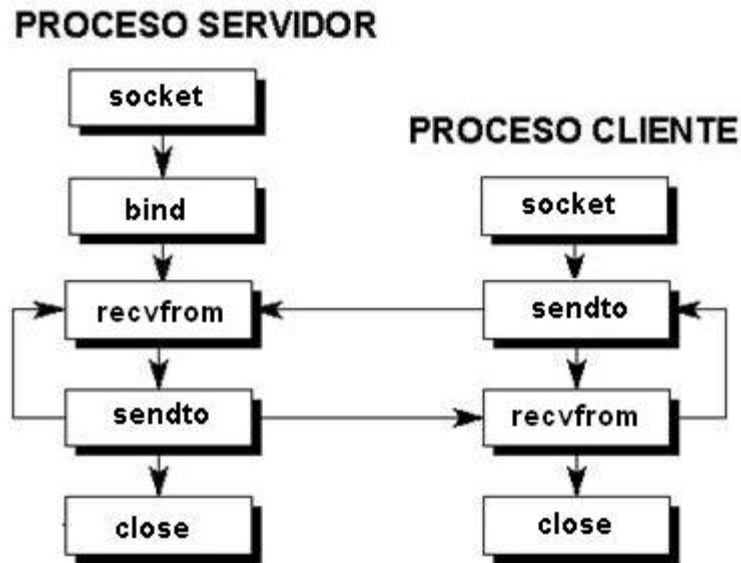 PROCESO SERVIDOR
socket
bind
recvfrom
sendto
close
PROCESO CLIENTE
socket
sendto
recvfrom
close